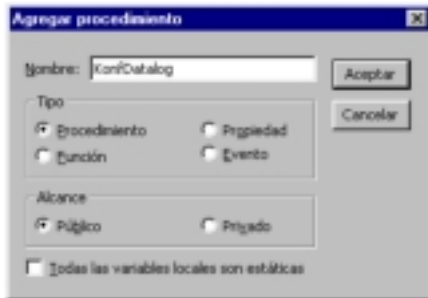 Agregar procedimiento
Nombre: KonfDatalog
Aceptar
Tipo
Procedimiento Propiedad
Cancelar
Función Evento
Alcance
Público Privado
Todas las variables locales son estáticas